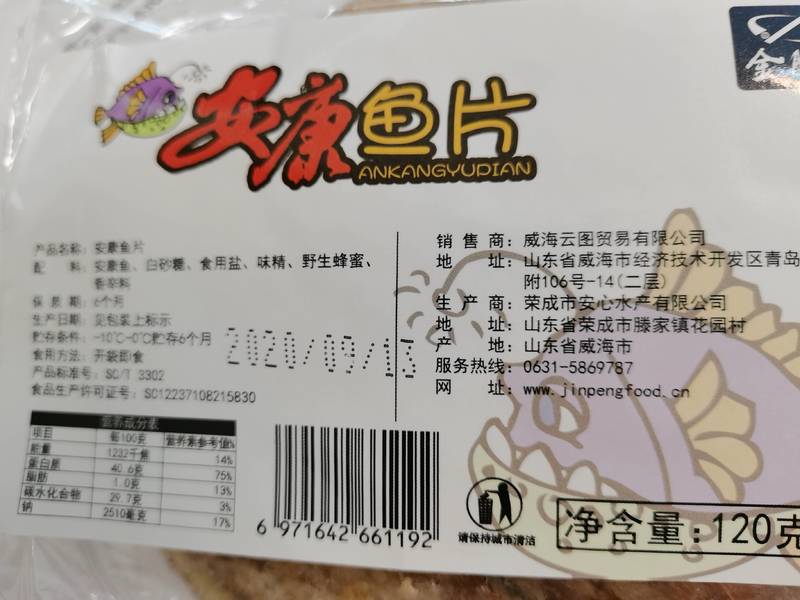 安康鱼片
ANKANGYUPIAN
产品名称：安康鱼片
配 料：安康鱼、白砂糖、食用盐、味精、野生蜂蜜、
香辛料
保 质 期：6个月
生产日期：见包装上标示
贮存条件：-10℃-0℃贮存6个月
食用方法：开袋即食
产品标准号：SC/T 3302
食品生产许可证号：SC12237108215830
2020/09/13
销 售 商：威海云图贸易有限公司
地 址：山东省威海市经济技术开发区青岛
附106号-14(二层)
生 产 商：荣成市安心水产有限公司
地 址：山东省荣成市滕家镇花园村
产 地：山东省威海市
服务热线：0631-5869787
网 址：www.jinpengfood.cn
营养成分表
项目 每100克 营养素参考值%
能量 1232千焦 14%
蛋白质 40.6克 75%
脂肪 1.0克 13%
碳水化合物 29.7克 3%
钠 2510毫克 17%
6 971642 661192
请保持城市清洁
净含量：120克
金